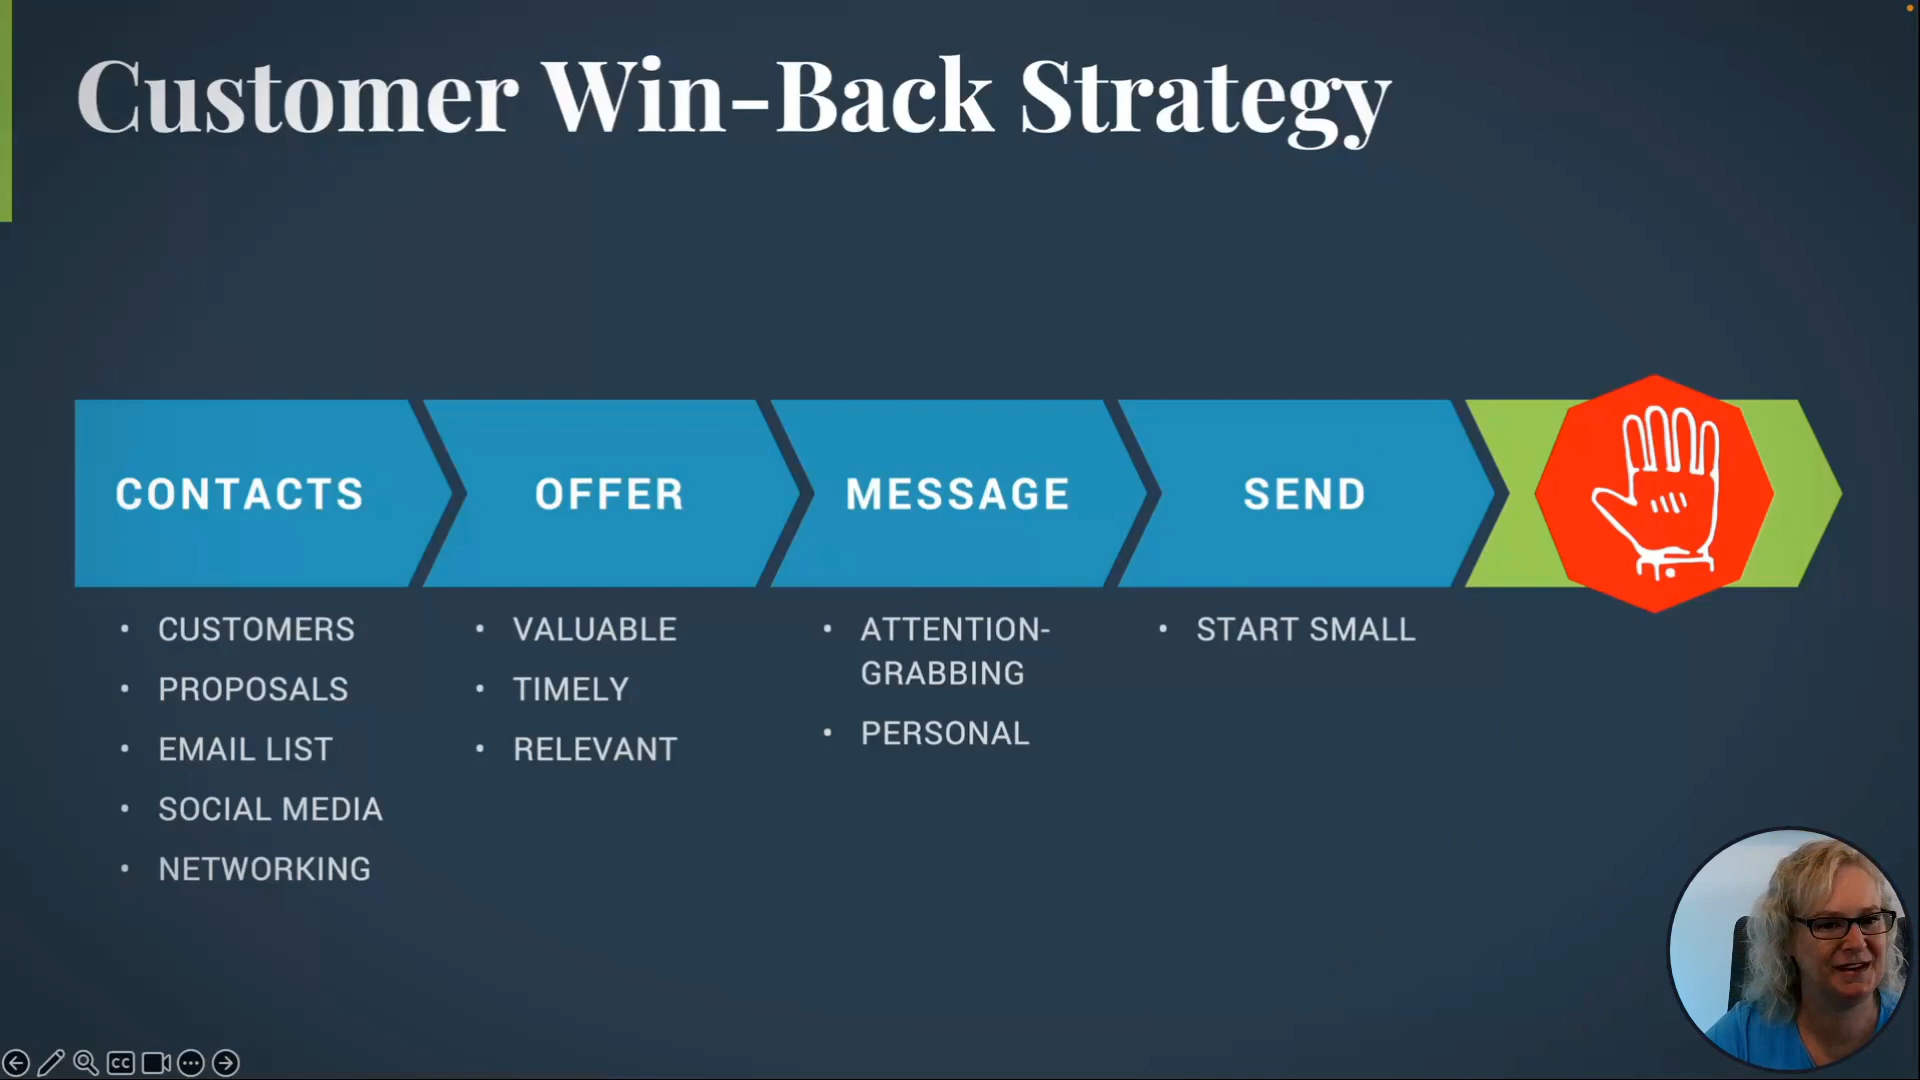 Customer Win-Back Strategy
CONTACTS
OFFER
MESSAGE
SEND
• CUSTOMERS
• PROPOSALS
• EMAIL LIST
• SOCIAL MEDIA
• NETWORKING
• VALUABLE
• TIMELY
• RELEVANT
• ATTENTION-
GRABBING
• PERSONAL
• START SMALL
CC